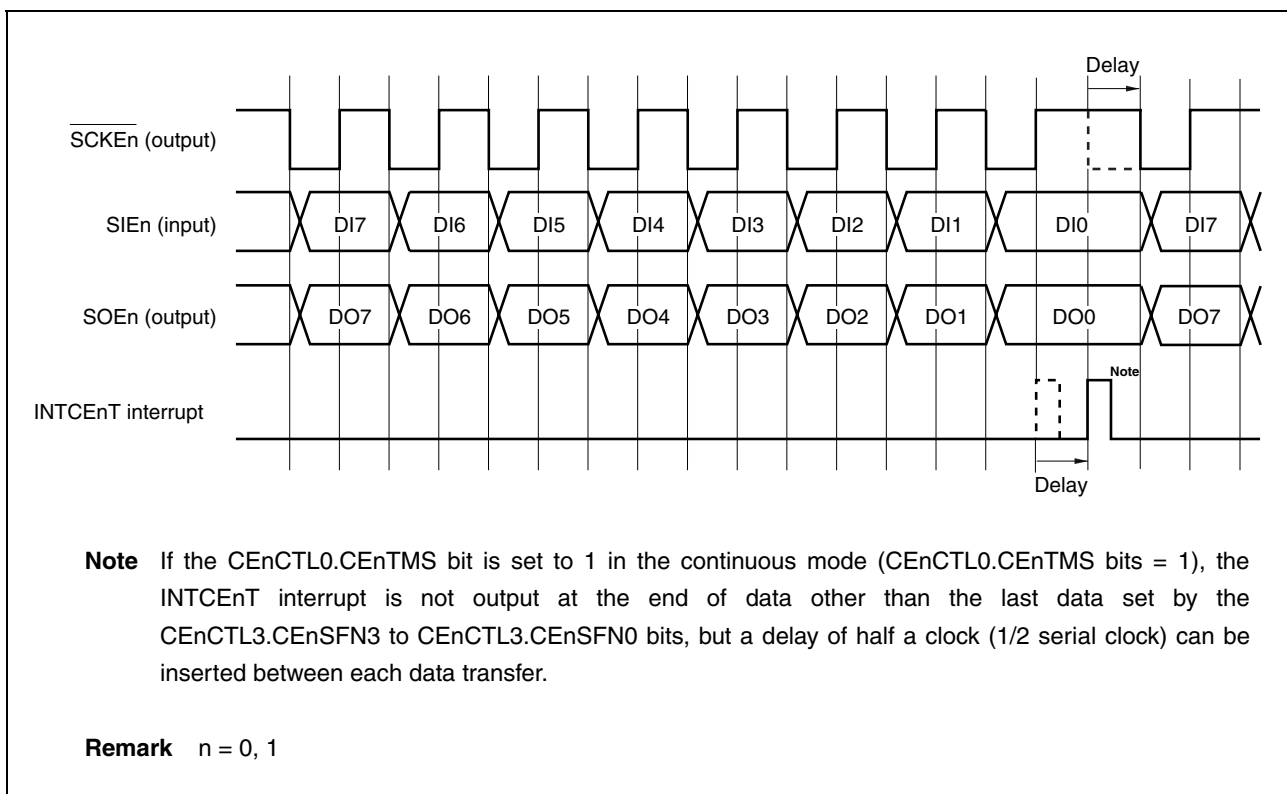 Delay
SCKEn (output)
SIEn (input)
DI7 DI6 DI5 DI4 DI3 DI2 DI1 DI0 DI7
SOEn (output)
DO7 DO6 DO5 DO4 DO3 DO2 DO1 DO0 DO7
Note
INTCEnT interrupt
Delay
Note If the CEnCTL0.CEnTMS bit is set to 1 in the continuous mode (CEnCTL0.CEnTMS bits = 1), the
INTCEnT interrupt is not output at the end of data other than the last data set by the
CEnCTL3.CEnSFN3 to CEnCTL3.CEnSFN0 bits, but a delay of half a clock (1/2 serial clock) can be
inserted between each data transfer.
Remark n = 0, 1